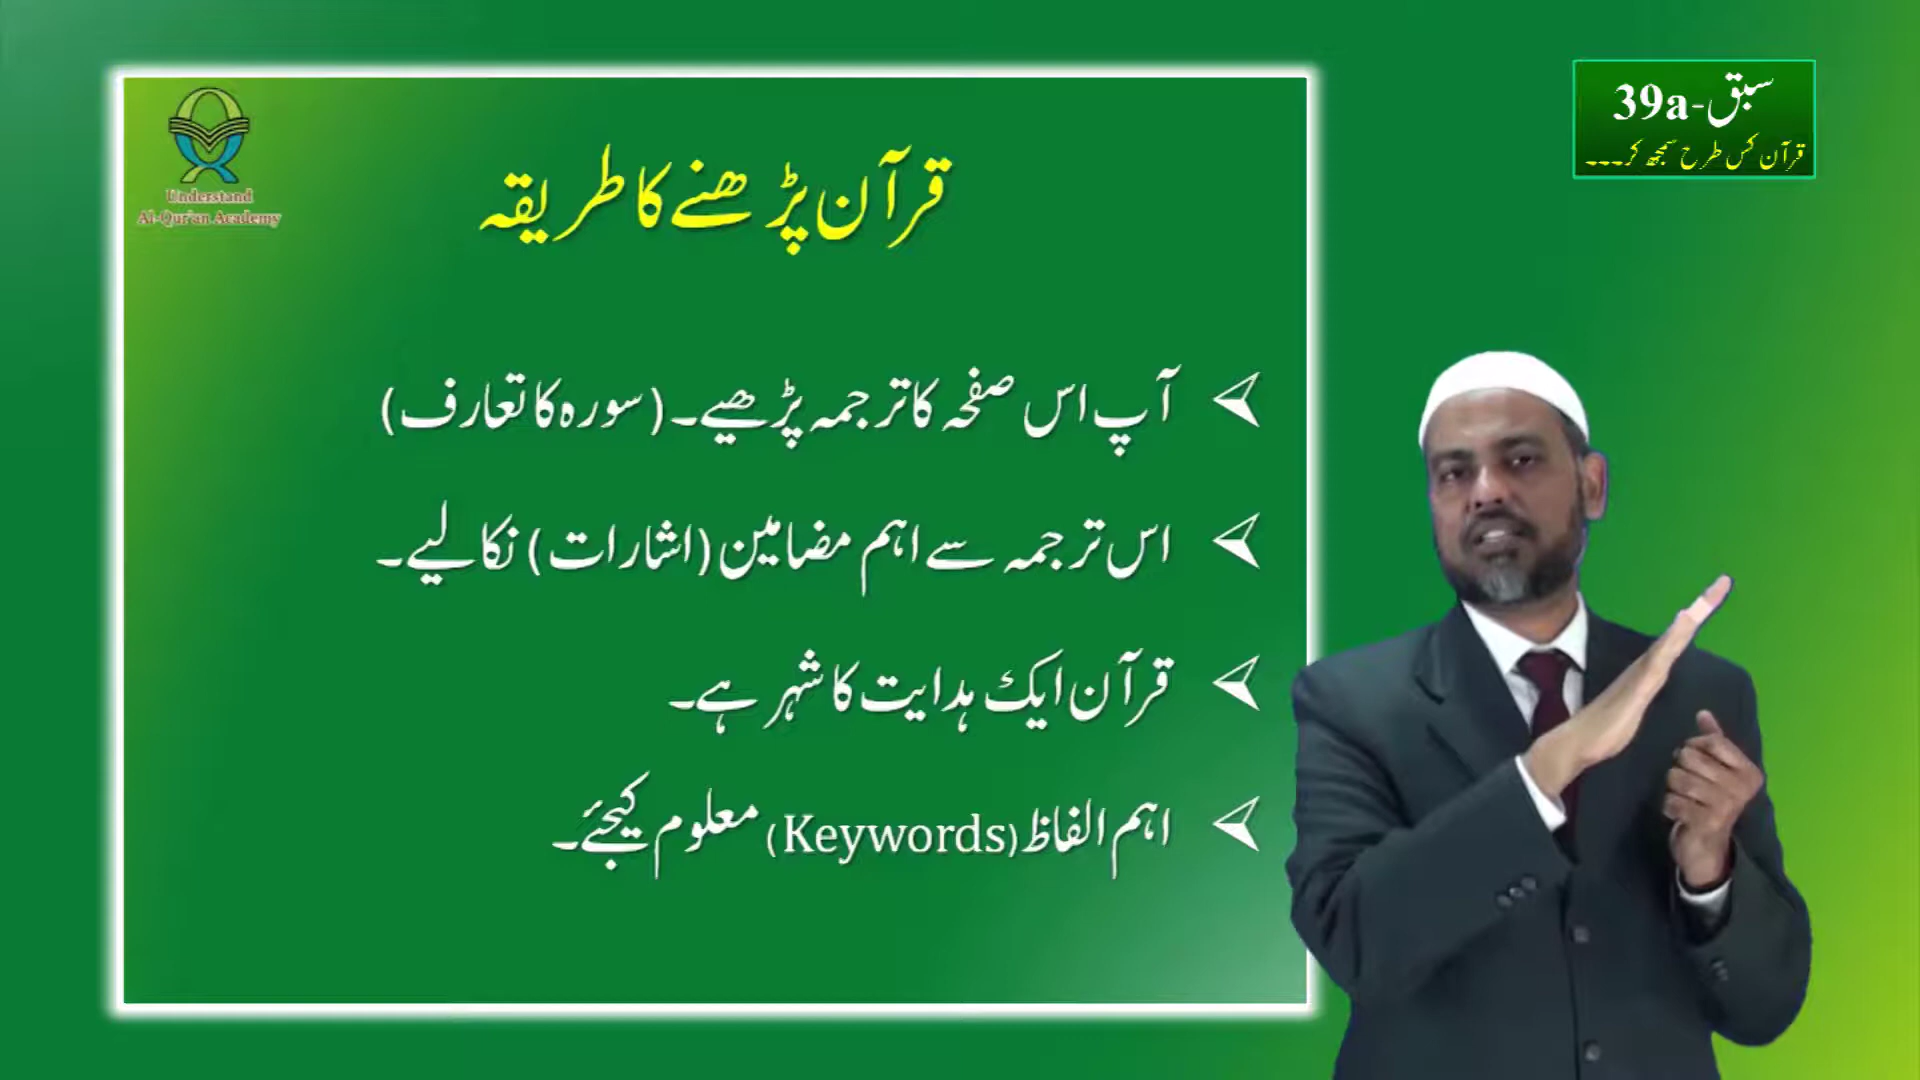 Understand
Al-Qur'an Academy
سبق-39a
قرآن کس طرح سمجھ کر...
قرآن پڑھنے کا طریقہ
آپ اس صفحہ کا ترجمہ پڑھیے۔ (سورہ کا تعارف)
اس ترجمہ سے اہم مضامین (اشارات) نکالیے۔
قرآن ایک ہدایت کا شہر ہے۔
اہم الفاظ (Keywords) معلوم کیجئے۔